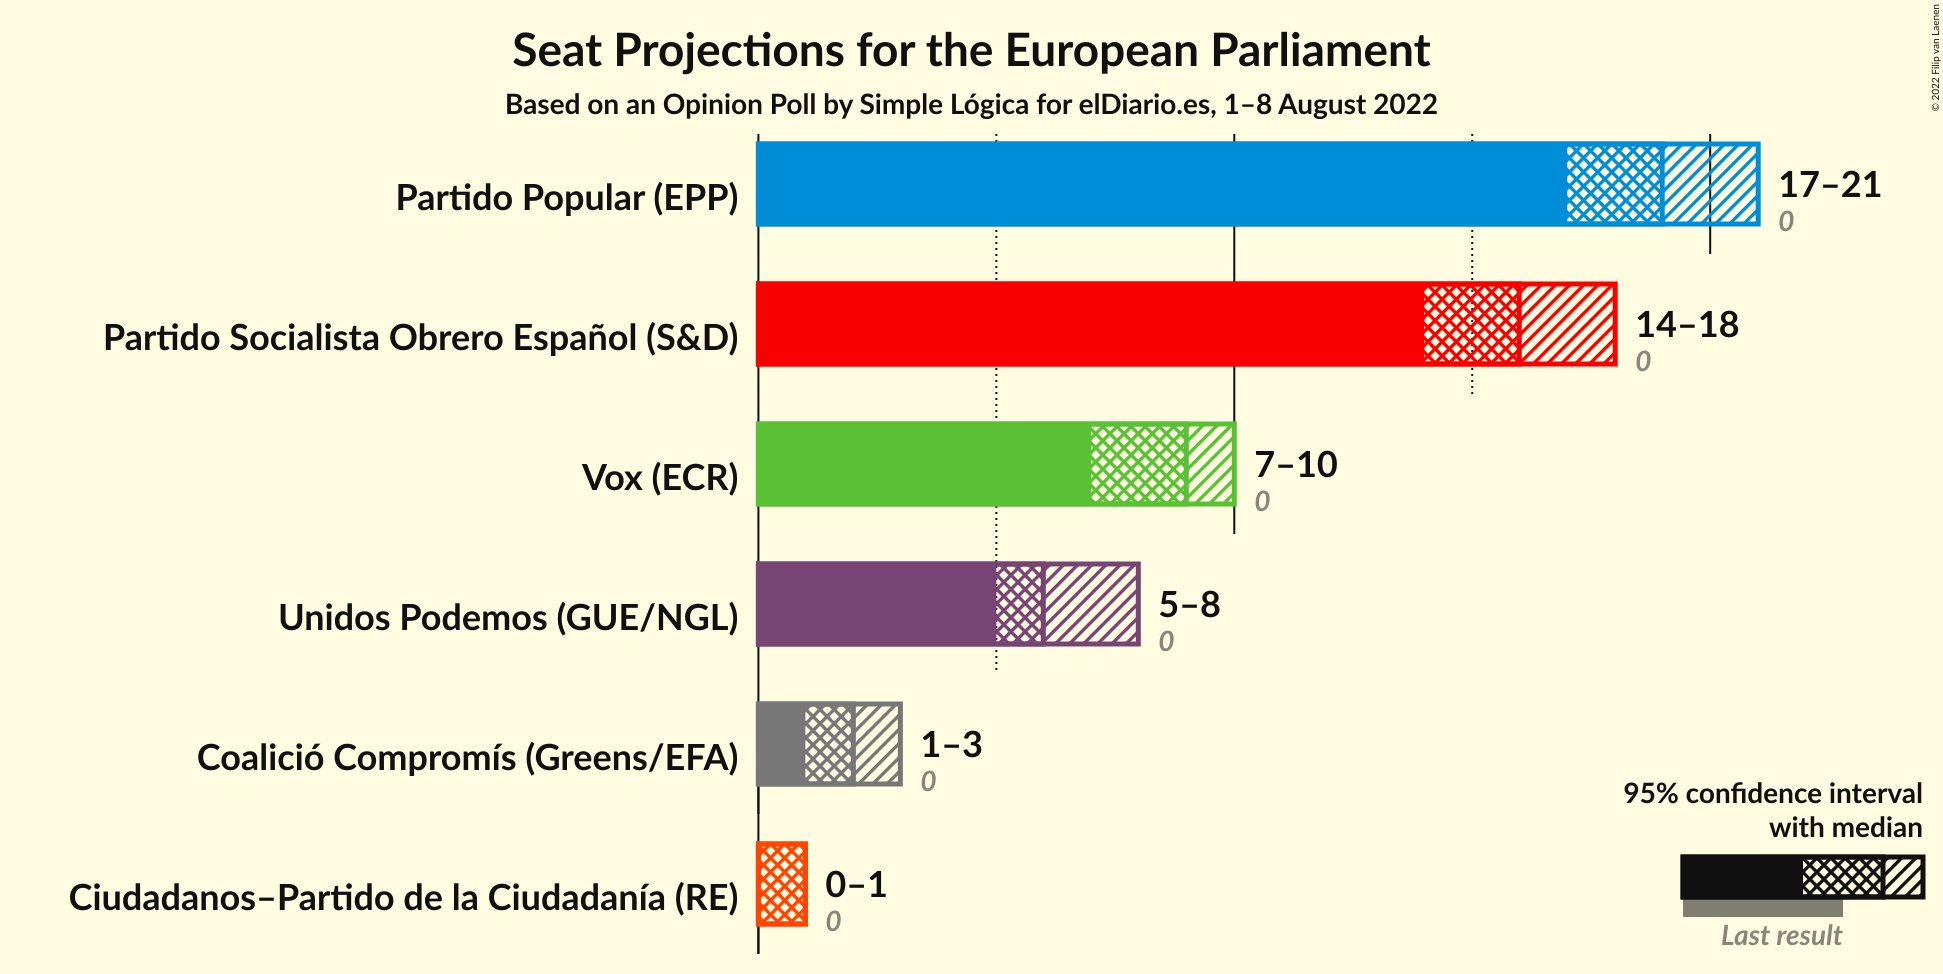 Seat Projections for the European Parliament
Based on an Opinion Poll by Simple Lógica for elDiario.es, 1–8 August 2022
© 2022 Filip van Laenen
Partido Popular (EPP)
17–21
0
Partido Socialista Obrero Español (S&D)
14–18
0
Vox (ECR)
7–10
0
Unidos Podemos (GUE/NGL)
5–8
0
Coalició Compromís (Greens/EFA)
1–3
0
Ciudadanos–Partido de la Ciudadanía (RE)
0–1
0
95% confidence interval
with median
Last result